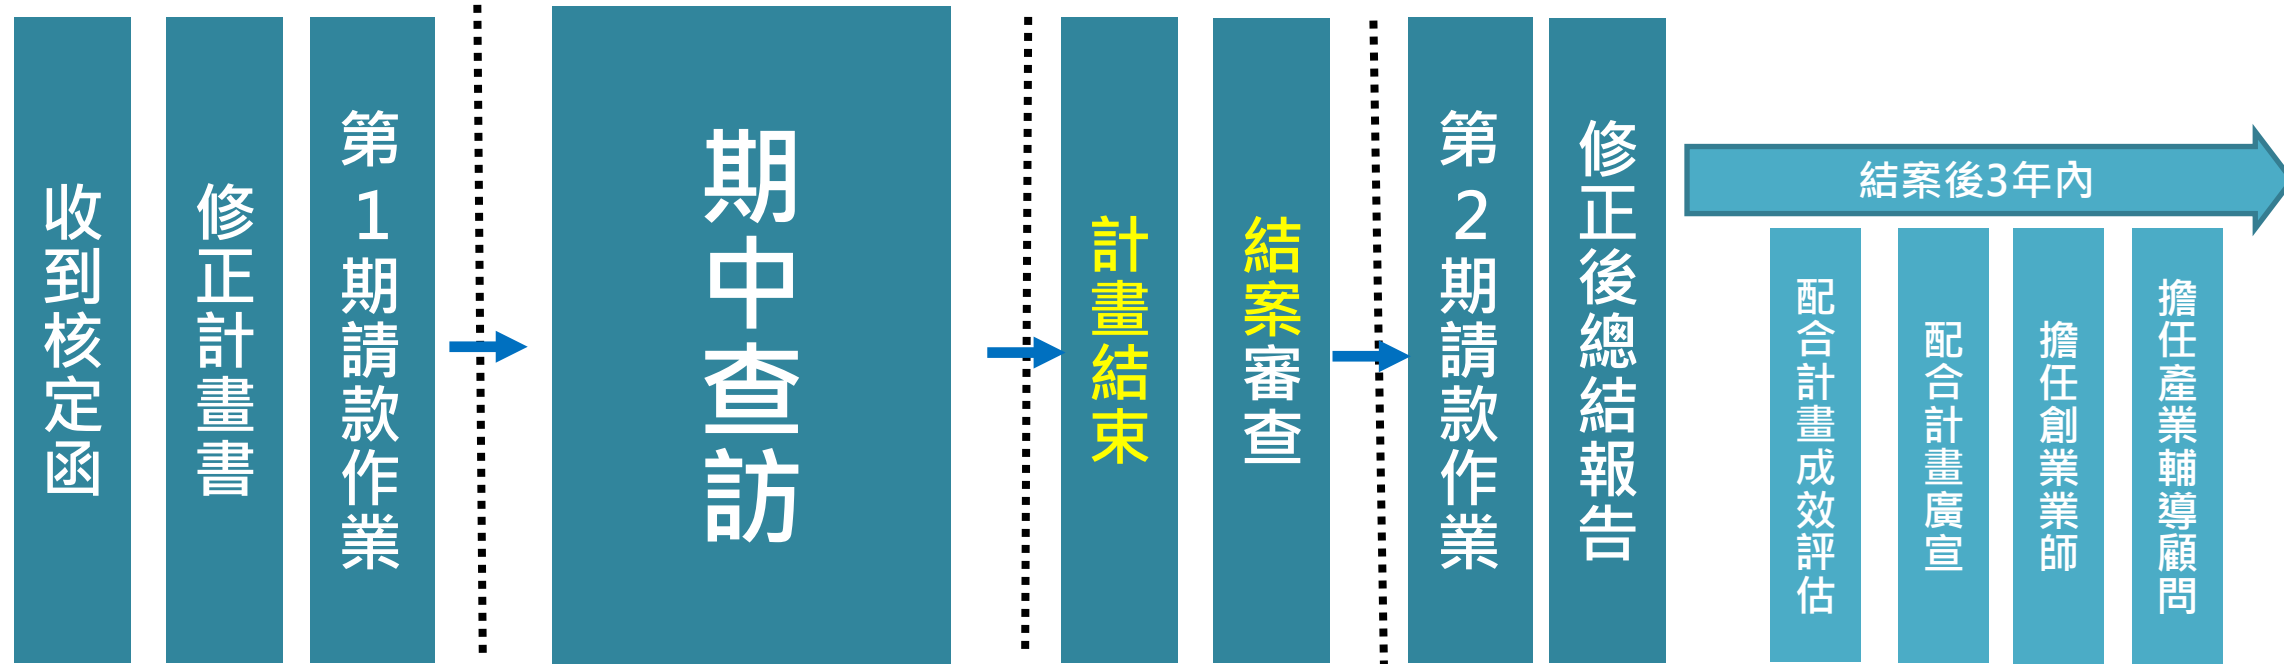 收到核定函
修正計畫書
第1期請款作業
期中查訪
計畫結束
結案審查
第2期請款作業
修正後總結報告
結案後3年內
配合計畫成效評估
配合計畫廣宣
擔任創業業師
擔任產業輔導顧問